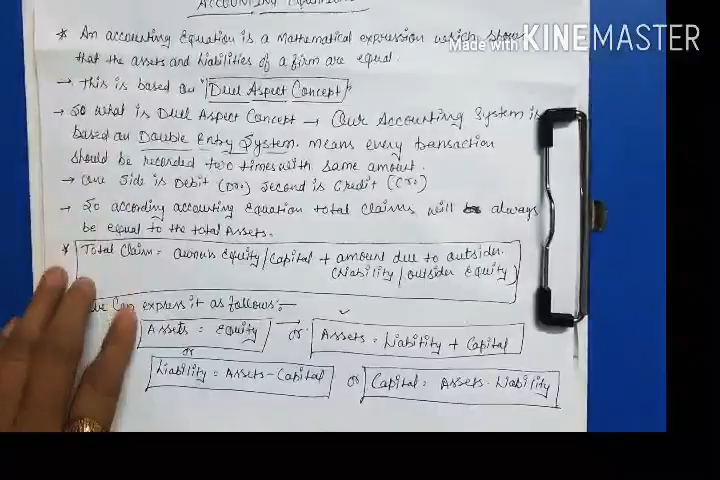 ACCOUNTING Equation
* An accounting Equation is a Mathematical expression which shows
that the assets and liabilities of a firm are equal.
Made with KINEMASTER
→ This is based on "Duel Aspect Concept"
→ So what is Duel Aspect Concept → Our Accounting System is
based on Double Entry System. Means every transaction
should be recorded two times with same amount.
→ one side is Debit (Dr.) Second is Credit (Cr.)
→ So according accounting Equation total claims will always
be equal to the total Assets.
* Total Claim = owner's Equity/Capital + amount due to outsider.
(Liability/outsider Equity)
we Can express it as follows:-
Assets = Equity → or Assets = Liability + Capital
or
Liability = Assets - Capital or Capital = Assets - Liability